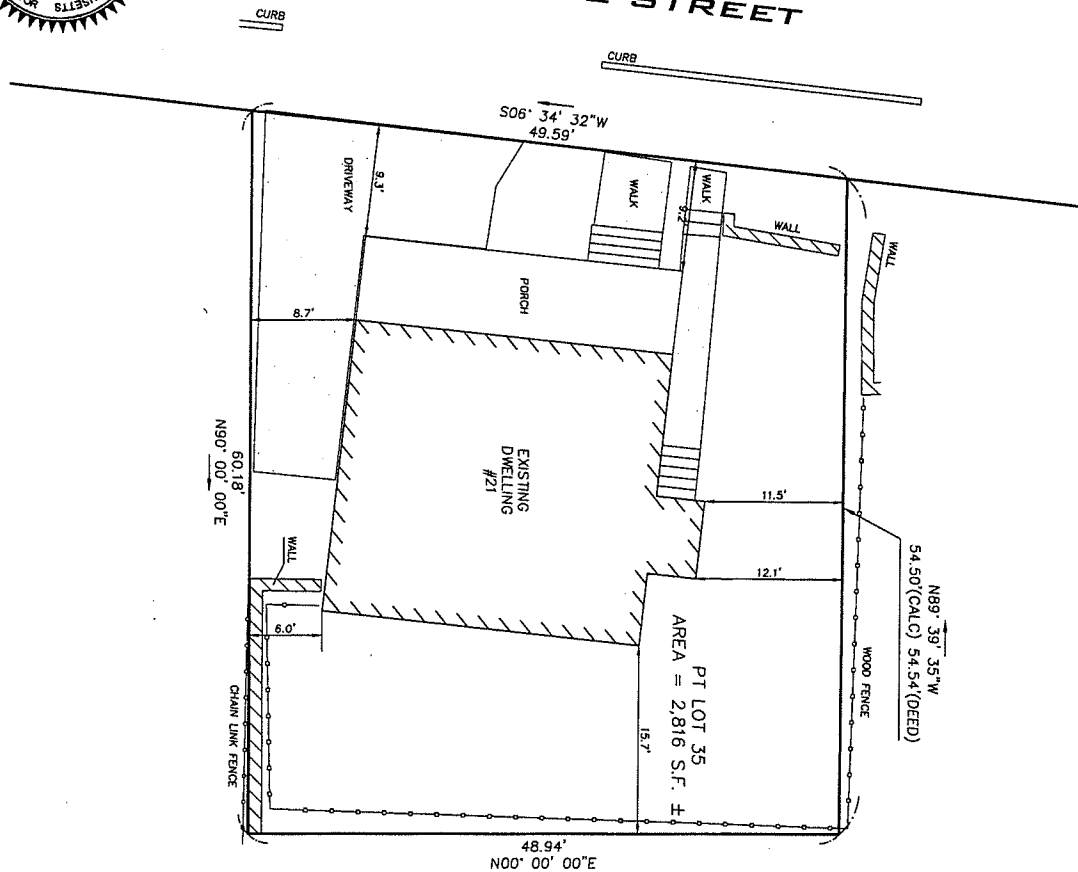 SETTS
STREET
CURB
CURB
S06° 34' 32"W
49.59'
DRIVEWAY
9.3'
WALK
WALK
9.2'
WALL
WALL
PORCH
8.7'
EXISTING
DWELLING
#21
11.5'
12.1'
N89° 39' 35"W
54.50'(CALC) 54.54'(DEED)
WOOD FENCE
60.18'
N90° 00' 00"E
WALL
6.0'
CHAIN LINK FENCE
PT LOT 35
AREA = 2,816 S.F. ±
15.7'
48.94'
N00° 00' 00"E